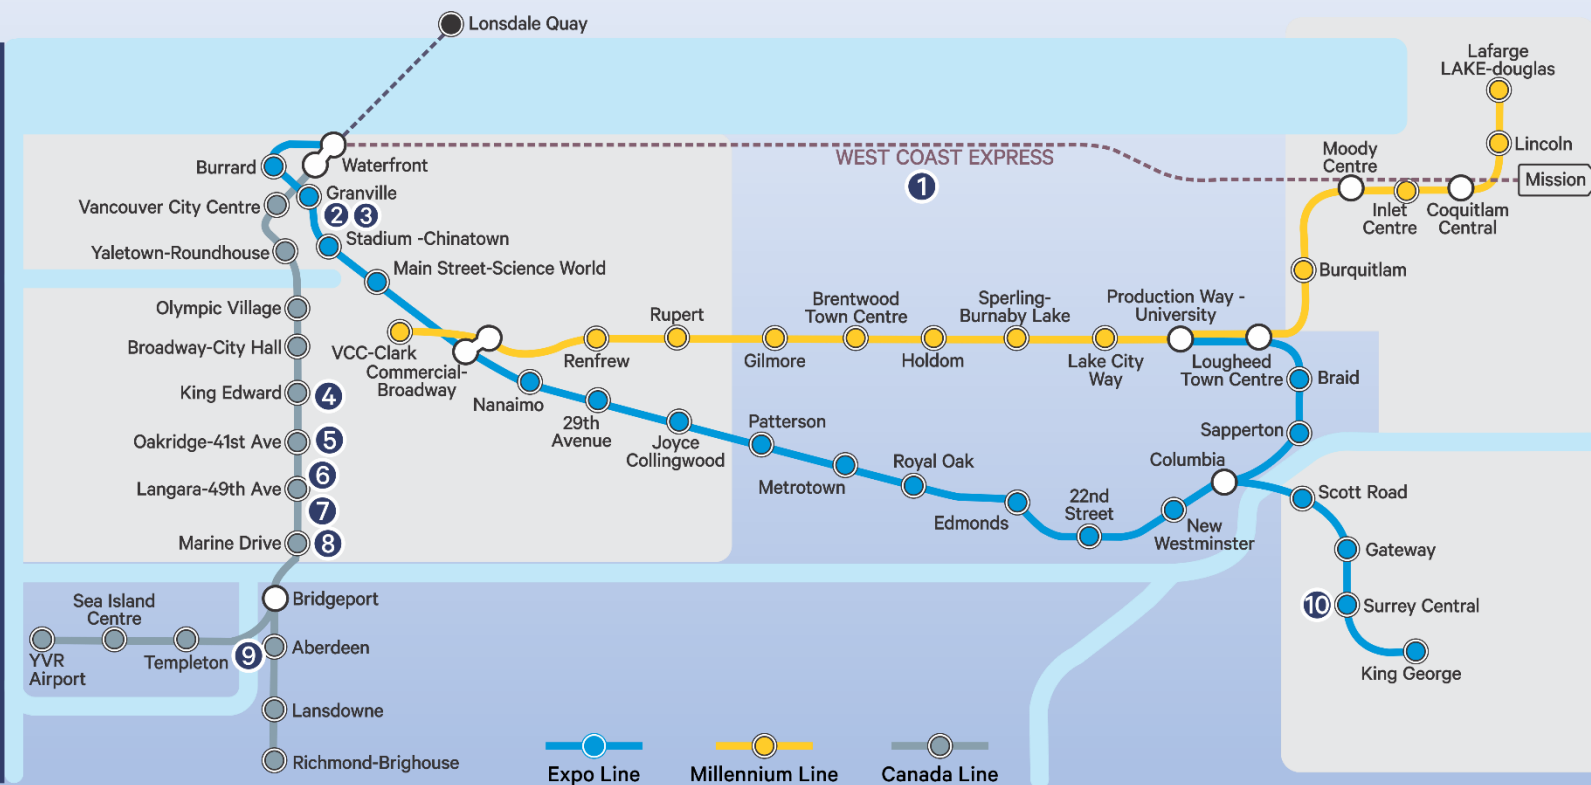 Lonsdale Quay
Lafarge
LAKE-douglas
Lincoln
Moody
Centre
Mission
Inlet
Centre
Coquitlam
Central
Burquitlam
WEST COAST EXPRESS
1
Waterfront
Burrard
Granville
2 3
Vancouver City Centre
Stadium -Chinatown
Yaletown-Roundhouse
Main Street-Science World
Olympic Village
Broadway-City Hall
King Edward
4
Oakridge-41st Ave
5
Langara-49th Ave
6
7
Marine Drive
8
VCC-Clark
Commercial-
Broadway
Renfrew
Rupert
Gilmore
Brentwood
Town Centre
Holdom
Sperling-
Burnaby Lake
Lake City
Way
Production Way -
University
Lougheed
Town Centre
Braid
Sapperton
Columbia
Nanaimo
29th
Avenue
Joyce
Collingwood
Patterson
Metrotown
Royal Oak
Edmonds
22nd
Street
New
Westminster
Scott Road
Gateway
10
Surrey Central
King George
Bridgeport
Sea Island
Centre
YVR
Airport
Templeton
9
Aberdeen
Lansdowne
Richmond-Brighouse
Expo Line
Millennium Line
Canada Line